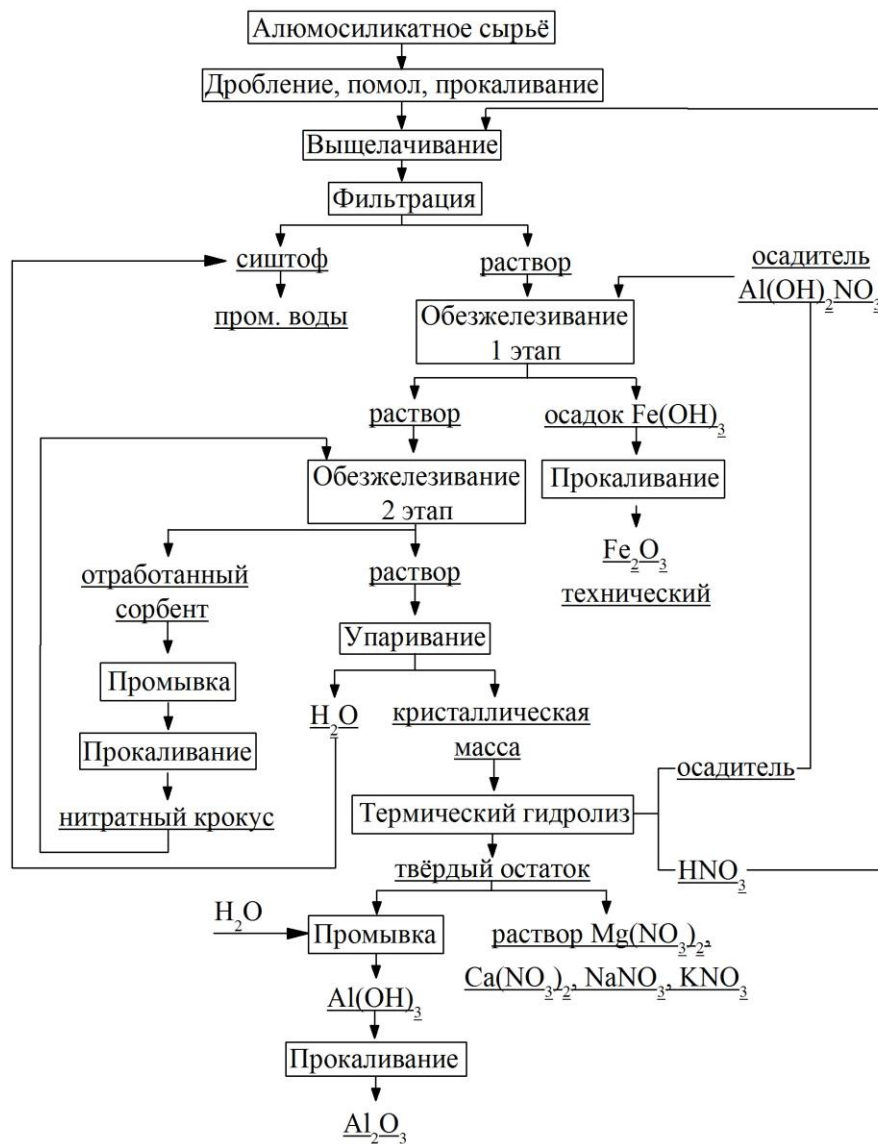 Алюмосиликатное сырьё
Дробление, помол, прокаливание
Выщелачивание
Фильтрация
сиштоф
раствор
осадитель
Al(OH)₂NO₃
пром. воды
Обезжелезивание
1 этап
раствор
осадок Fe(OH)₃
Обезжелезивание
2 этап
Прокаливание
Fe₂O₃
технический
отработанный
сорбент
раствор
Упаривание
Промывка
H₂O
кристаллическая
масса
Прокаливание
осадитель
нитратный крокус
Термический гидролиз
твёрдый остаток
HNO₃
H₂O
Промывка
раствор Mg(NO₃)₂,
Ca(NO₃)₂, NaNO₃, KNO₃
Al(OH)₃
Прокаливание
Al₂O₃